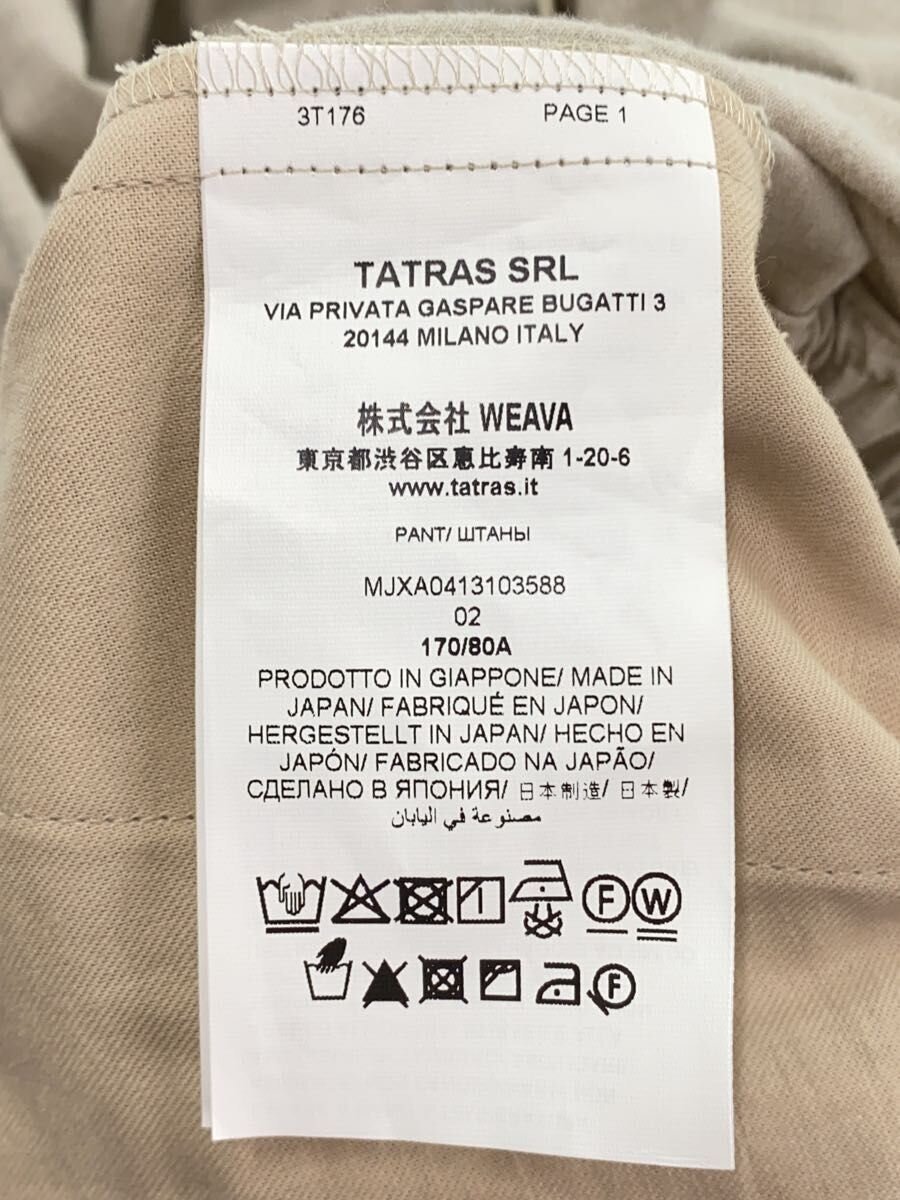 3T176 PAGE 1
TATRAS SRL
VIA PRIVATA GASPARE BUGATTI 3
20144 MILANO ITALY
株式会社 WEAVA
東京都渋谷区恵比寿南 1-20-6
www.tatras.it
PANT/ ШТАНЫ
MJXA0413103588
02
170/80A
PRODOTTO IN GIAPPONE/ MADE IN
JAPAN/ FABRIQUÉ EN JAPON/
HERGESTELLT IN JAPAN/ HECHO EN
JAPÓN/ FABRICADO NA JAPÃO/
СДЕЛАНО В ЯПОНИЯ/ 日本制造/ 日本製/
مصنوعة في اليابان
F W
F